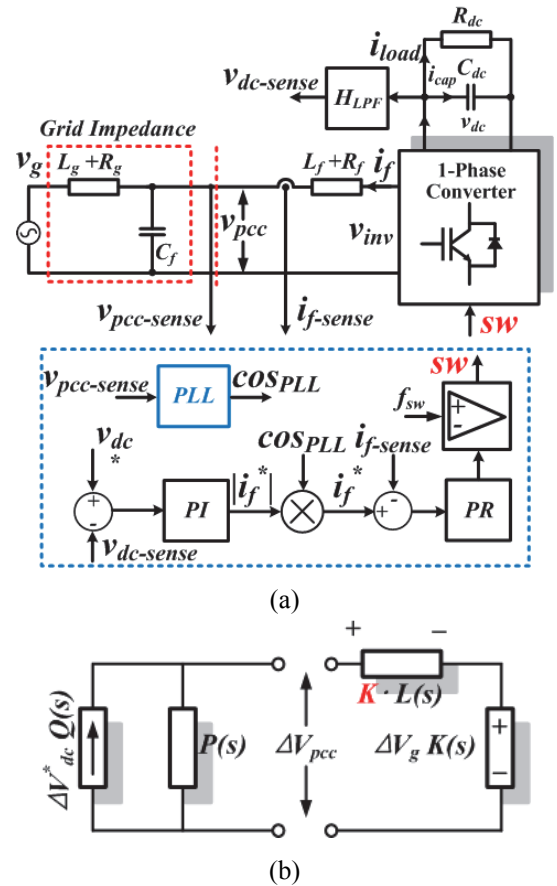 R_dc
i_load
i_cap C_dc
v_dc-sense
H_LPF
v_dc
Grid Impedance
v_g
L_g+R_g
L_f+R_f
i_f
1-Phase
Converter
C_f
v_pcc
v_inv
v_pcc-sense
i_f-sense
sw
sw
v_pcc-sense
PLL
cos_PLL
f_sw
+
-
v_dc
*
cos_PLL
i_f-sense
|i_f*|
i_f*
+
-
PI
+
-
PR
v_dc-sense
(a)
+ −
K · L(s)
ΔV*_dc Q(s)
P(s)
ΔV_pcc
ΔV_g K(s)
+
−
(b)